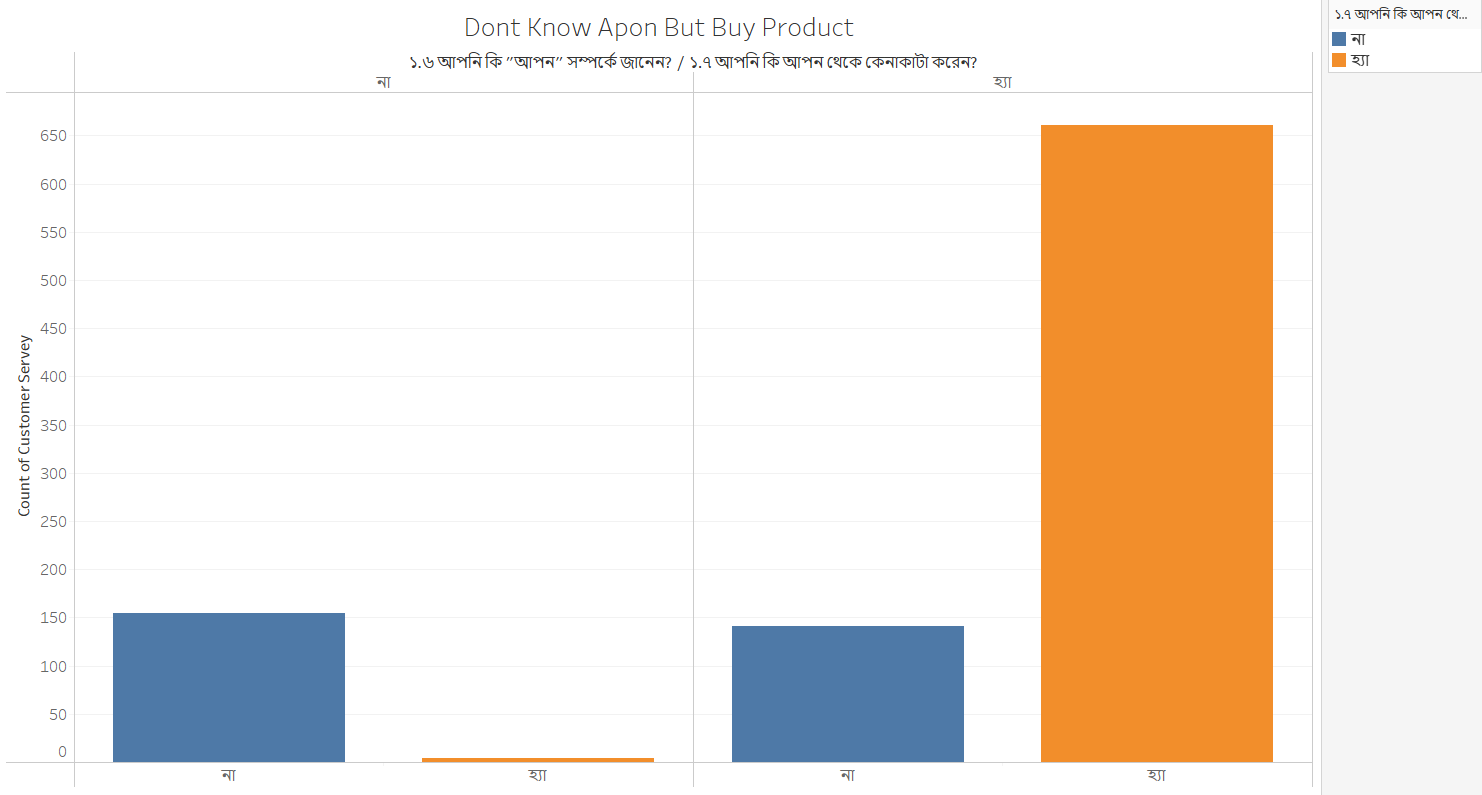 Dont Know Apon But Buy Product
১.৬ আপনি কি "আপন" সম্পর্কে জানেন? / ১.৭ আপনি কি আপন থেকে কেনাকাটা করেন?
না
হ্যা
Count of Customer Servey
650
600
550
500
450
400
350
300
250
200
150
100
50
0
না
হ্যা
না
হ্যা
১.৭ আপনি কি আপন থে...
না
হ্যা